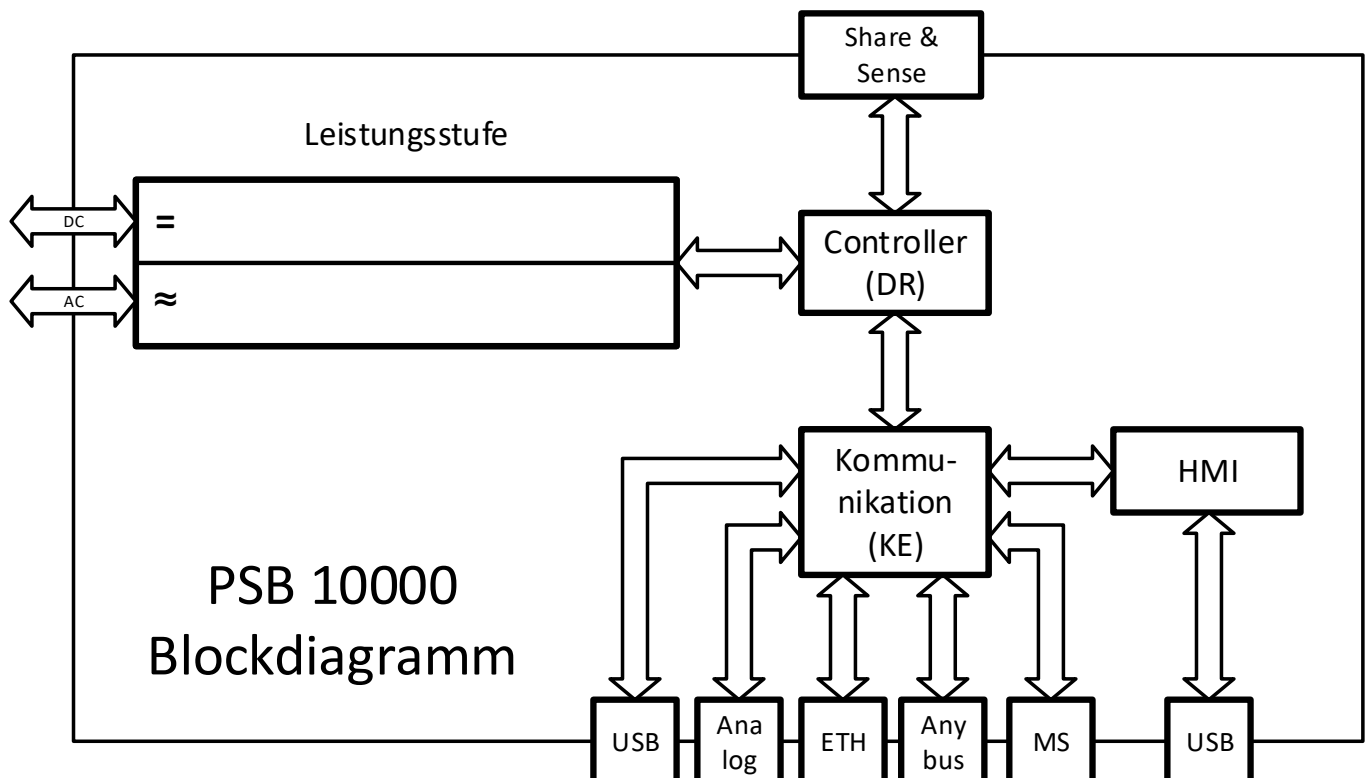 Share &
Sense
Leistungsstufe
DC
=
AC
≈
Controller
(DR)
Kommu-
nikation
(KE)
HMI
PSB 10000
Blockdiagramm
USB
Ana
log
ETH
Any
bus
MS
USB